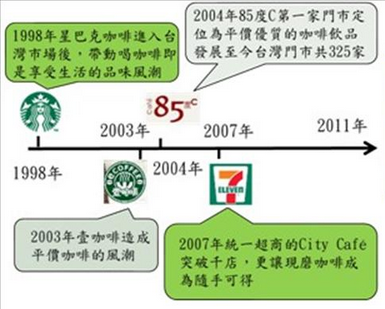 1998年星巴克咖啡進入台
灣市場後，帶動喝咖啡即
是享受生活的品味風潮
2004年85度C第一家門市定
位為平價優質的咖啡飲品
發展至今台灣門市共325家
85度C
2003年
2007年
2011年
1998年
2004年
COFFEE
7
ELEVEN
2003年壹咖啡造成
平價咖啡的風潮
2007年統一超商的City Café
突破千店，更讓現磨咖啡成
為隨手可得